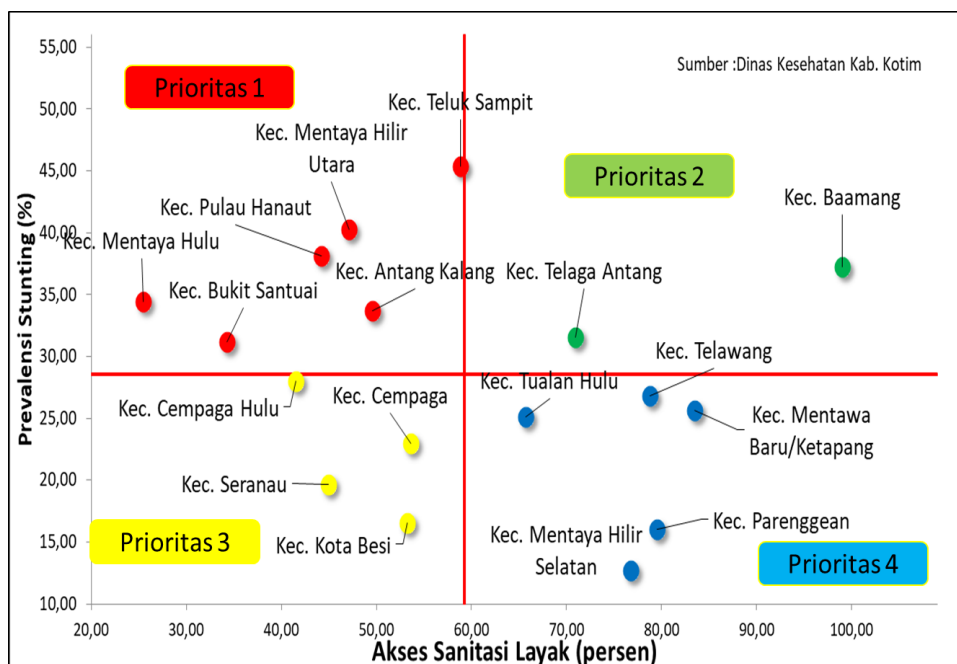 Prevalensi Stunting (%)
55,00
50,00
45,00
40,00
35,00
30,00
25,00
20,00
15,00
10,00
Sumber :Dinas Kesehatan Kab. Kotim
Prioritas 1
Kec. Teluk Sampit
Kec. Mentaya Hilir
Utara
Prioritas 2
Kec. Baamang
Kec. Pulau Hanaut
Kec. Mentaya Hulu
Kec. Antang Kalang
Kec. Telaga Antang
Kec. Bukit Santuai
Kec. Telawang
Kec. Cempaga Hulu
Kec. Cempaga
Kec. Tualan Hulu
Kec. Mentawa
Baru/Ketapang
Kec. Seranau
Prioritas 3
Kec. Kota Besi
Kec. Mentaya Hilir
Selatan
Kec. Parenggean
Prioritas 4
20,00 30,00 40,00 50,00 60,00 70,00 80,00 90,00 100,00
Akses Sanitasi Layak (persen)